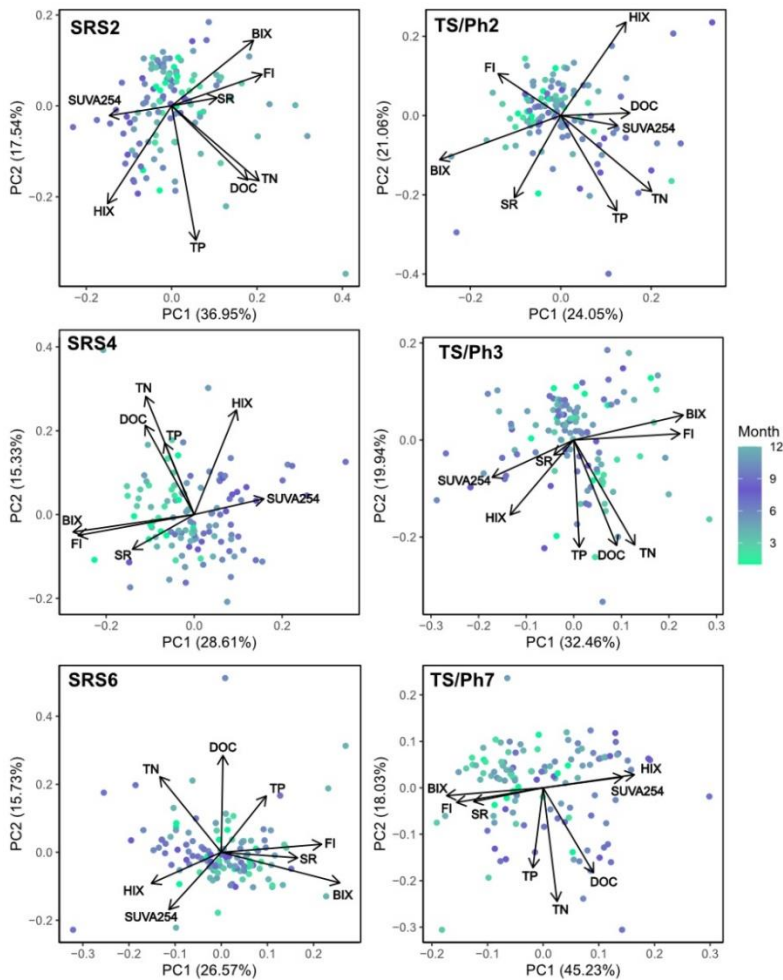 SRS2
BIX
FI
SR
SUVA254
HIX
DOC
TN
TP
0.2
0.0
−0.2
PC2 (17.54%)
−0.2 0.0 0.2 0.4
PC1 (36.95%)
TS/Ph2
HIX
FI
DOC
SUVA254
BIX
SR
TN
TP
0.2
0.0
−0.2
−0.4
PC2 (21.06%)
−0.2 0.0 0.2
PC1 (24.05%)
SRS4
TN
HIX
DOC
TP
SUVA254
BIX
FI
SR
0.4
0.2
0.0
−0.2
PC2 (15.33%)
−0.2 0.0 0.2
PC1 (28.61%)
TS/Ph3
BIX
FI
SR
SUVA254
HIX
TP
DOC
TN
0.2
0.0
−0.2
PC2 (19.94%)
−0.3 −0.2 −0.1 0.0 0.1 0.2 0.3
PC1 (32.46%)
Month
12
9
6
3
SRS6
DOC
TN
TP
FI
SR
HIX
BIX
SUVA254
0.4
0.2
0.0
−0.2
PC2 (15.73%)
−0.3 −0.2 −0.1 0.0 0.1 0.2 0.3
PC1 (26.57%)
TS/Ph7
HIX
SUVA254
BIX
FI
SR
TP
DOC
TN
0.2
0.1
0.0
−0.1
−0.2
−0.3
PC2 (18.03%)
−0.2 −0.1 0.0 0.1 0.2 0.3
PC1 (45.23%)